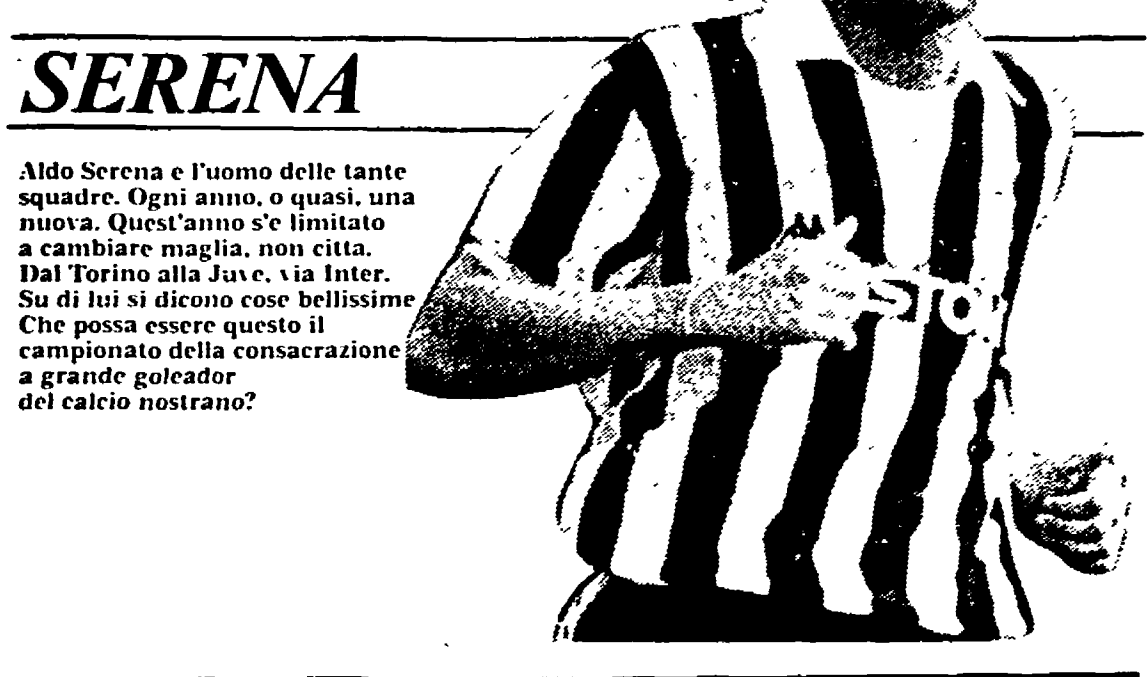 SERENA
Aldo Serena e l'uomo delle tante
squadre. Ogni anno, o quasi, una
nuova. Quest'anno s'e limitato
a cambiare maglia, non citta.
Dal Torino alla Juve, via Inter.
Su di lui si dicono cose bellissime
Che possa essere questo il
campionato della consacrazione
a grande goleador
del calcio nostrano?